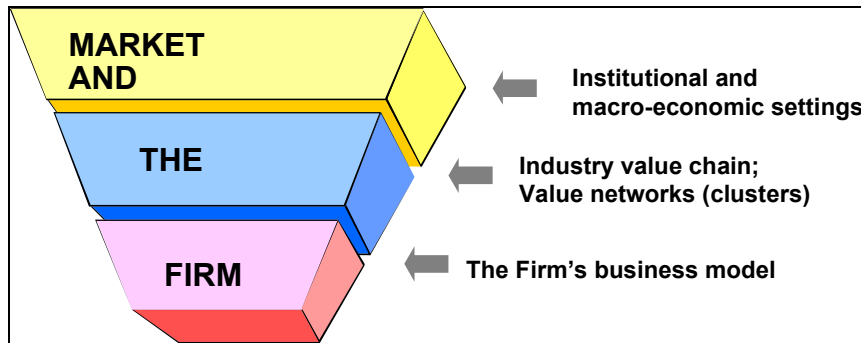 MARKET
AND
Institutional and
macro-economic settings
THE
Industry value chain;
Value networks (clusters)
FIRM
The Firm's business model